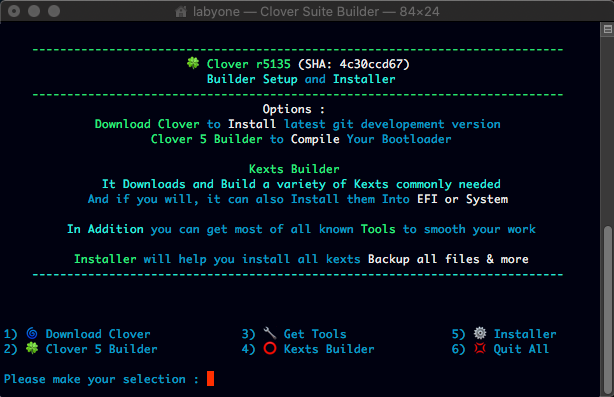 labyone — Clover Suite Builder — 84×24
--------------------------------------------------------------------------
🍀 Clover r5135 (SHA: 4c30ccd67)
Builder Setup and Installer
--------------------------------------------------------------------------
Options :
Download Clover to Install latest git developement version
Clover 5 Builder to Compile Your Bootloader
Kexts Builder
It Downloads and Build a variety of Kexts commonly needed
And if you will, it can also Install them Into EFI or System
In Addition you can get most of all known Tools to smooth your work
Installer will help you install all kexts Backup all files & more
--------------------------------------------------------------------------
1) 🌀 Download Clover 3) 🔧 Get Tools 5) ⚙️ Installer
2) 🍀 Clover 5 Builder 4) ⭕ Kexts Builder 6) 💢 Quit All
Please make your selection :